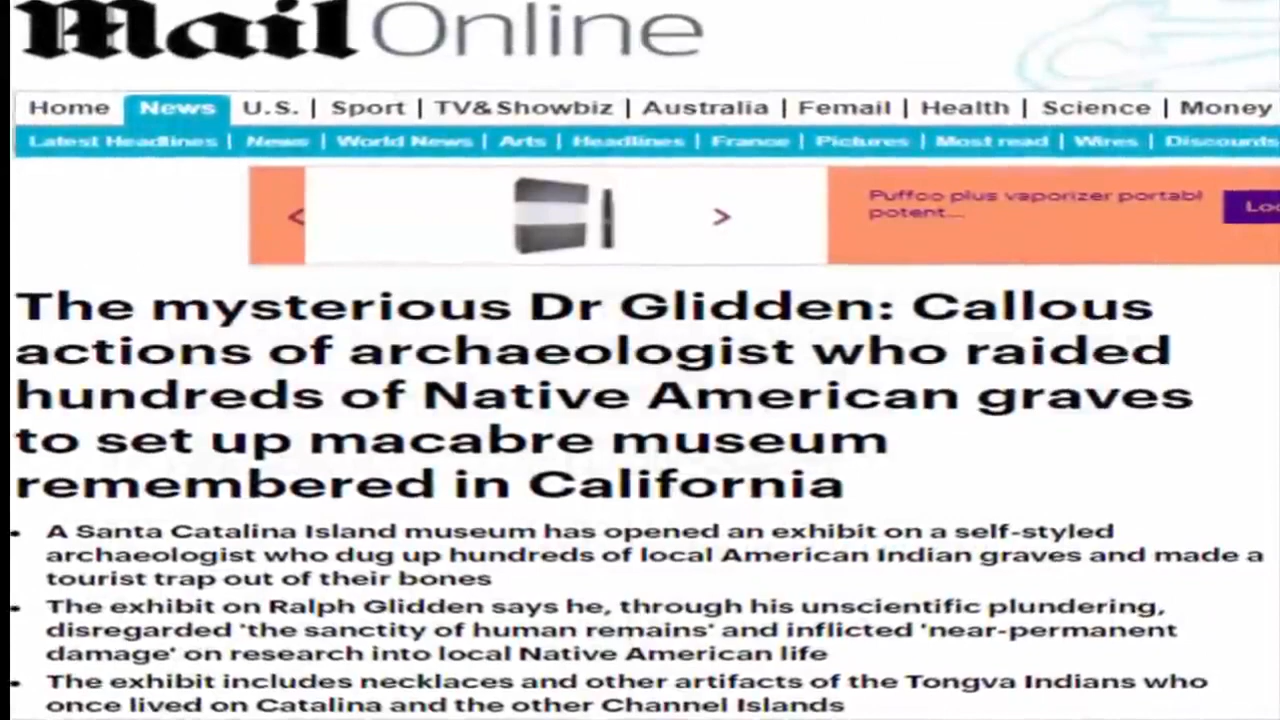 Mail Online
Home News U.S. | Sport | TV&Showbiz | Australia | Femail | Health | Science | Money
Latest Headlines | News | World News | Arts | Headlines | France | Pictures | Most read | Wires | Discounts
< > Puffco plus vaporizer portabl
potent...
The mysterious Dr Glidden: Callous
actions of archaeologist who raided
hundreds of Native American graves
to set up macabre museum
remembered in California
• A Santa Catalina Island museum has opened an exhibit on a self-styled
archaeologist who dug up hundreds of local American Indian graves and made a
tourist trap out of their bones
• The exhibit on Ralph Glidden says he, through his unscientific plundering,
disregarded 'the sanctity of human remains' and inflicted 'near-permanent
damage' on research into local Native American life
• The exhibit includes necklaces and other artifacts of the Tongva Indians who
once lived on Catalina and the other Channel Islands